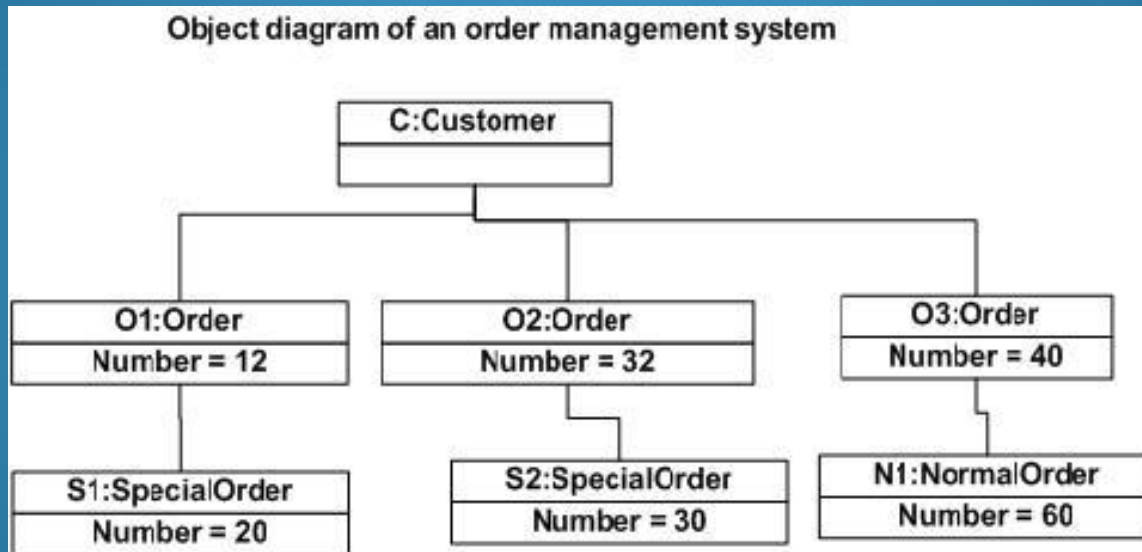 Object diagram of an order management system
C:Customer
O1:Order
Number = 12
O2:Order
Number = 32
O3:Order
Number = 40
S1:SpecialOrder
Number = 20
S2:SpecialOrder
Number = 30
N1:NormalOrder
Number = 60